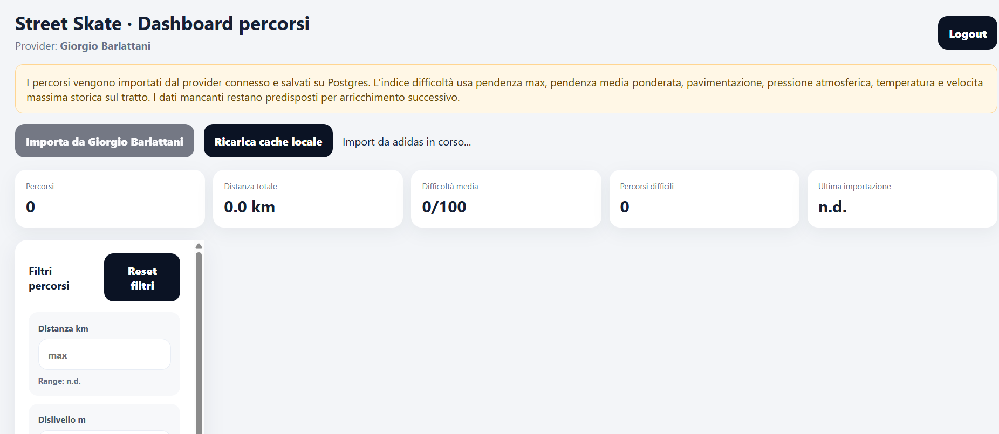 Street Skate · Dashboard percorsi
Provider: Giorgio Barlattani
Logout
I percorsi vengono importati dal provider connesso e salvati su Postgres. L'indice difficoltà usa pendenza max, pendenza media ponderata, pavimentazione, pressione atmosferica, temperatura e velocita
massima storica sul tratto. I dati mancanti restano predisposti per arricchimento successivo.
Importa da Giorgio Barlattani
Ricarica cache locale
Import da adidas in corso...
Percorsi
0
Distanza totale
0.0 km
Difficoltà media
0/100
Percorsi difficili
0
Ultima importazione
n.d.
Filtri
percorsi
Reset
filtri
Distanza km
max
Range: n.d.
Dislivello m